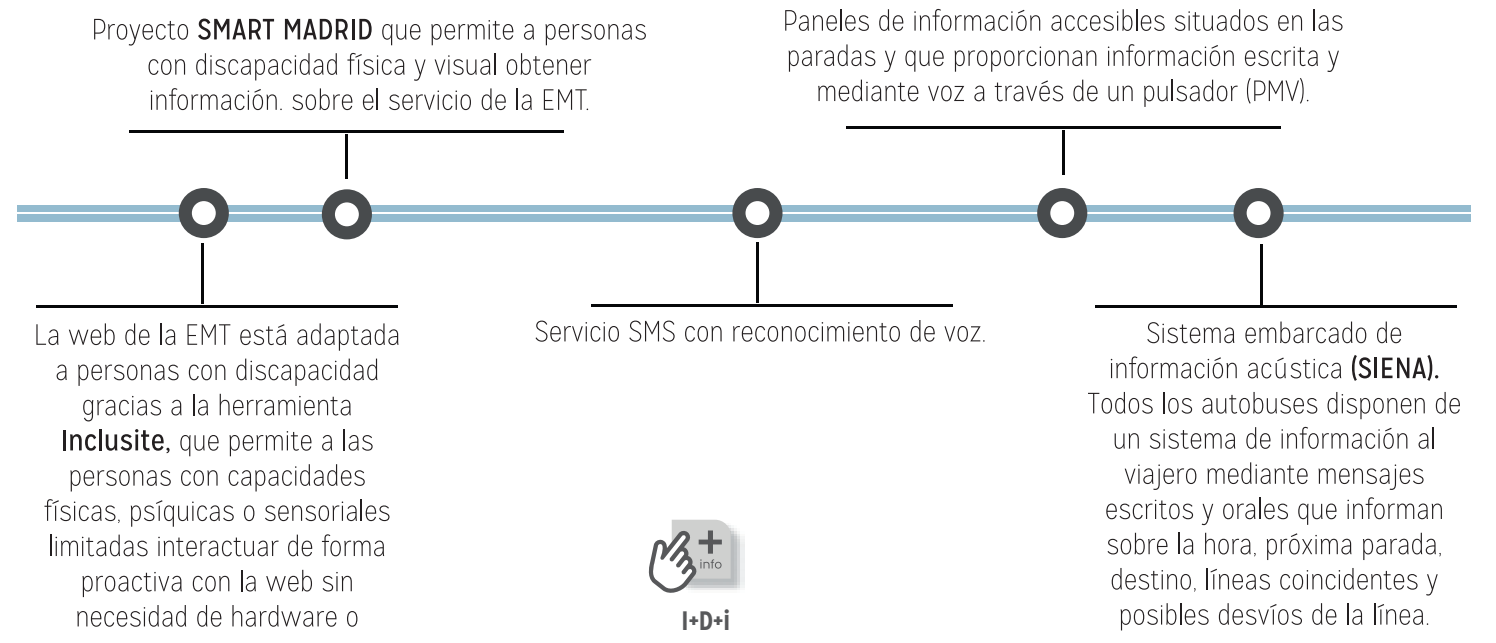 Proyecto SMART MADRID que permite a personas
con discapacidad física y visual obtener
información. sobre el servicio de la EMT.
Paneles de información accesibles situados en las
paradas y que proporcionan información escrita y
mediante voz a través de un pulsador (PMV).
La web de la EMT está adaptada
a personas con discapacidad
gracias a la herramienta
Inclusite, que permite a las
personas con capacidades
físicas, psíquicas o sensoriales
limitadas interactuar de forma
proactiva con la web sin
necesidad de hardware o
Servicio SMS con reconocimiento de voz.
Sistema embarcado de
información acústica (SIENA).
Todos los autobuses disponen de
un sistema de información al
viajero mediante mensajes
escritos y orales que informan
sobre la hora, próxima parada,
destino, líneas coincidentes y
posibles desvíos de la línea.
+
info
I+D+i